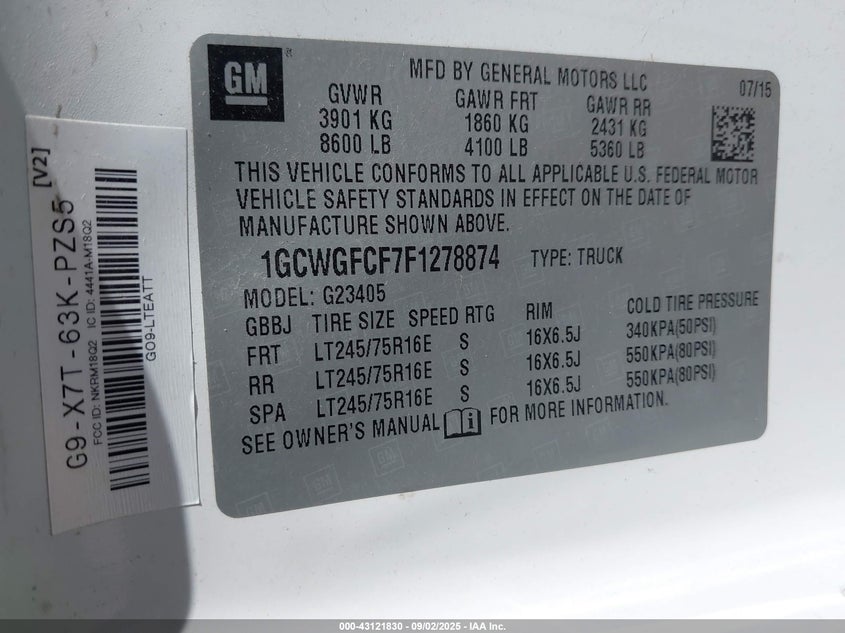 GM
MFD BY GENERAL MOTORS LLC
07/15
GVWR GAWR FRT GAWR RR
3901 KG 1860 KG 2431 KG
8600 LB 4100 LB 5360 LB
THIS VEHICLE CONFORMS TO ALL APPLICABLE U.S. FEDERAL MOTOR
VEHICLE SAFETY STANDARDS IN EFFECT ON THE DATE OF
MANUFACTURE SHOWN ABOVE.
1GCWGFCF7F1278874 TYPE: TRUCK
MODEL: G23405
GBBJ TIRE SIZE SPEED RTG RIM COLD TIRE PRESSURE
FRT LT245/75R16E S 16X6.5J 340KPA(50PSI)
RR LT245/75R16E S 16X6.5J 550KPA(80PSI)
SPA LT245/75R16E S 16X6.5J 550KPA(80PSI)
SEE OWNER'S MANUAL i FOR MORE INFORMATION.
G9-X7T-63K-PZS5 [V2]
FCC ID: NKRM18Q2 IC ID: 4441A-M18Q2
GO9-LTEATT
000-43121830 - 09/02/2025 - IAA Inc.